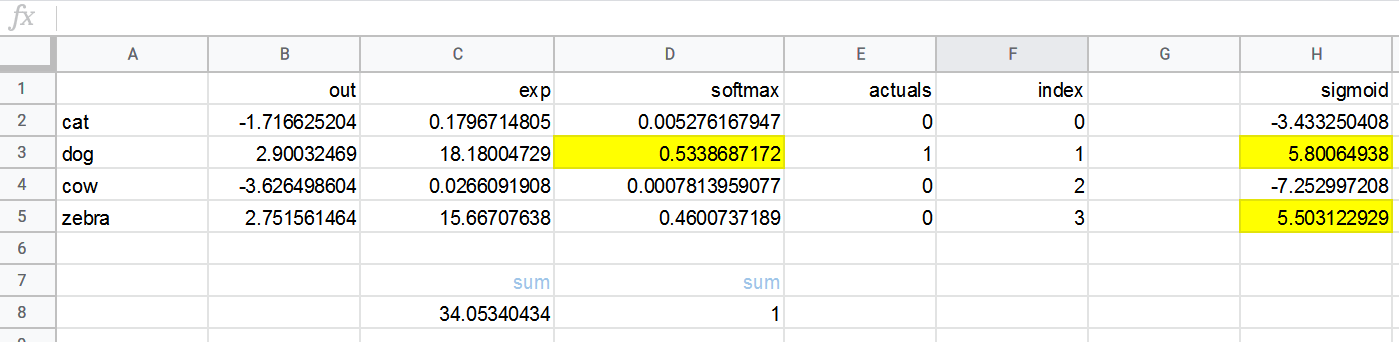 fx
A B C D E F G H
1 out exp softmax actuals index sigmoid
2 cat -1.716625204 0.1796714805 0.005276167947 0 0 -3.433250408
3 dog 2.90032469 18.18004729 0.5338687172 1 1 5.80064938
4 cow -3.626498604 0.0266091908 0.0007813959077 0 2 -7.252997208
5 zebra 2.751561464 15.66707638 0.4600737189 0 3 5.503122929
6
7 sum sum
8 34.05340434 1